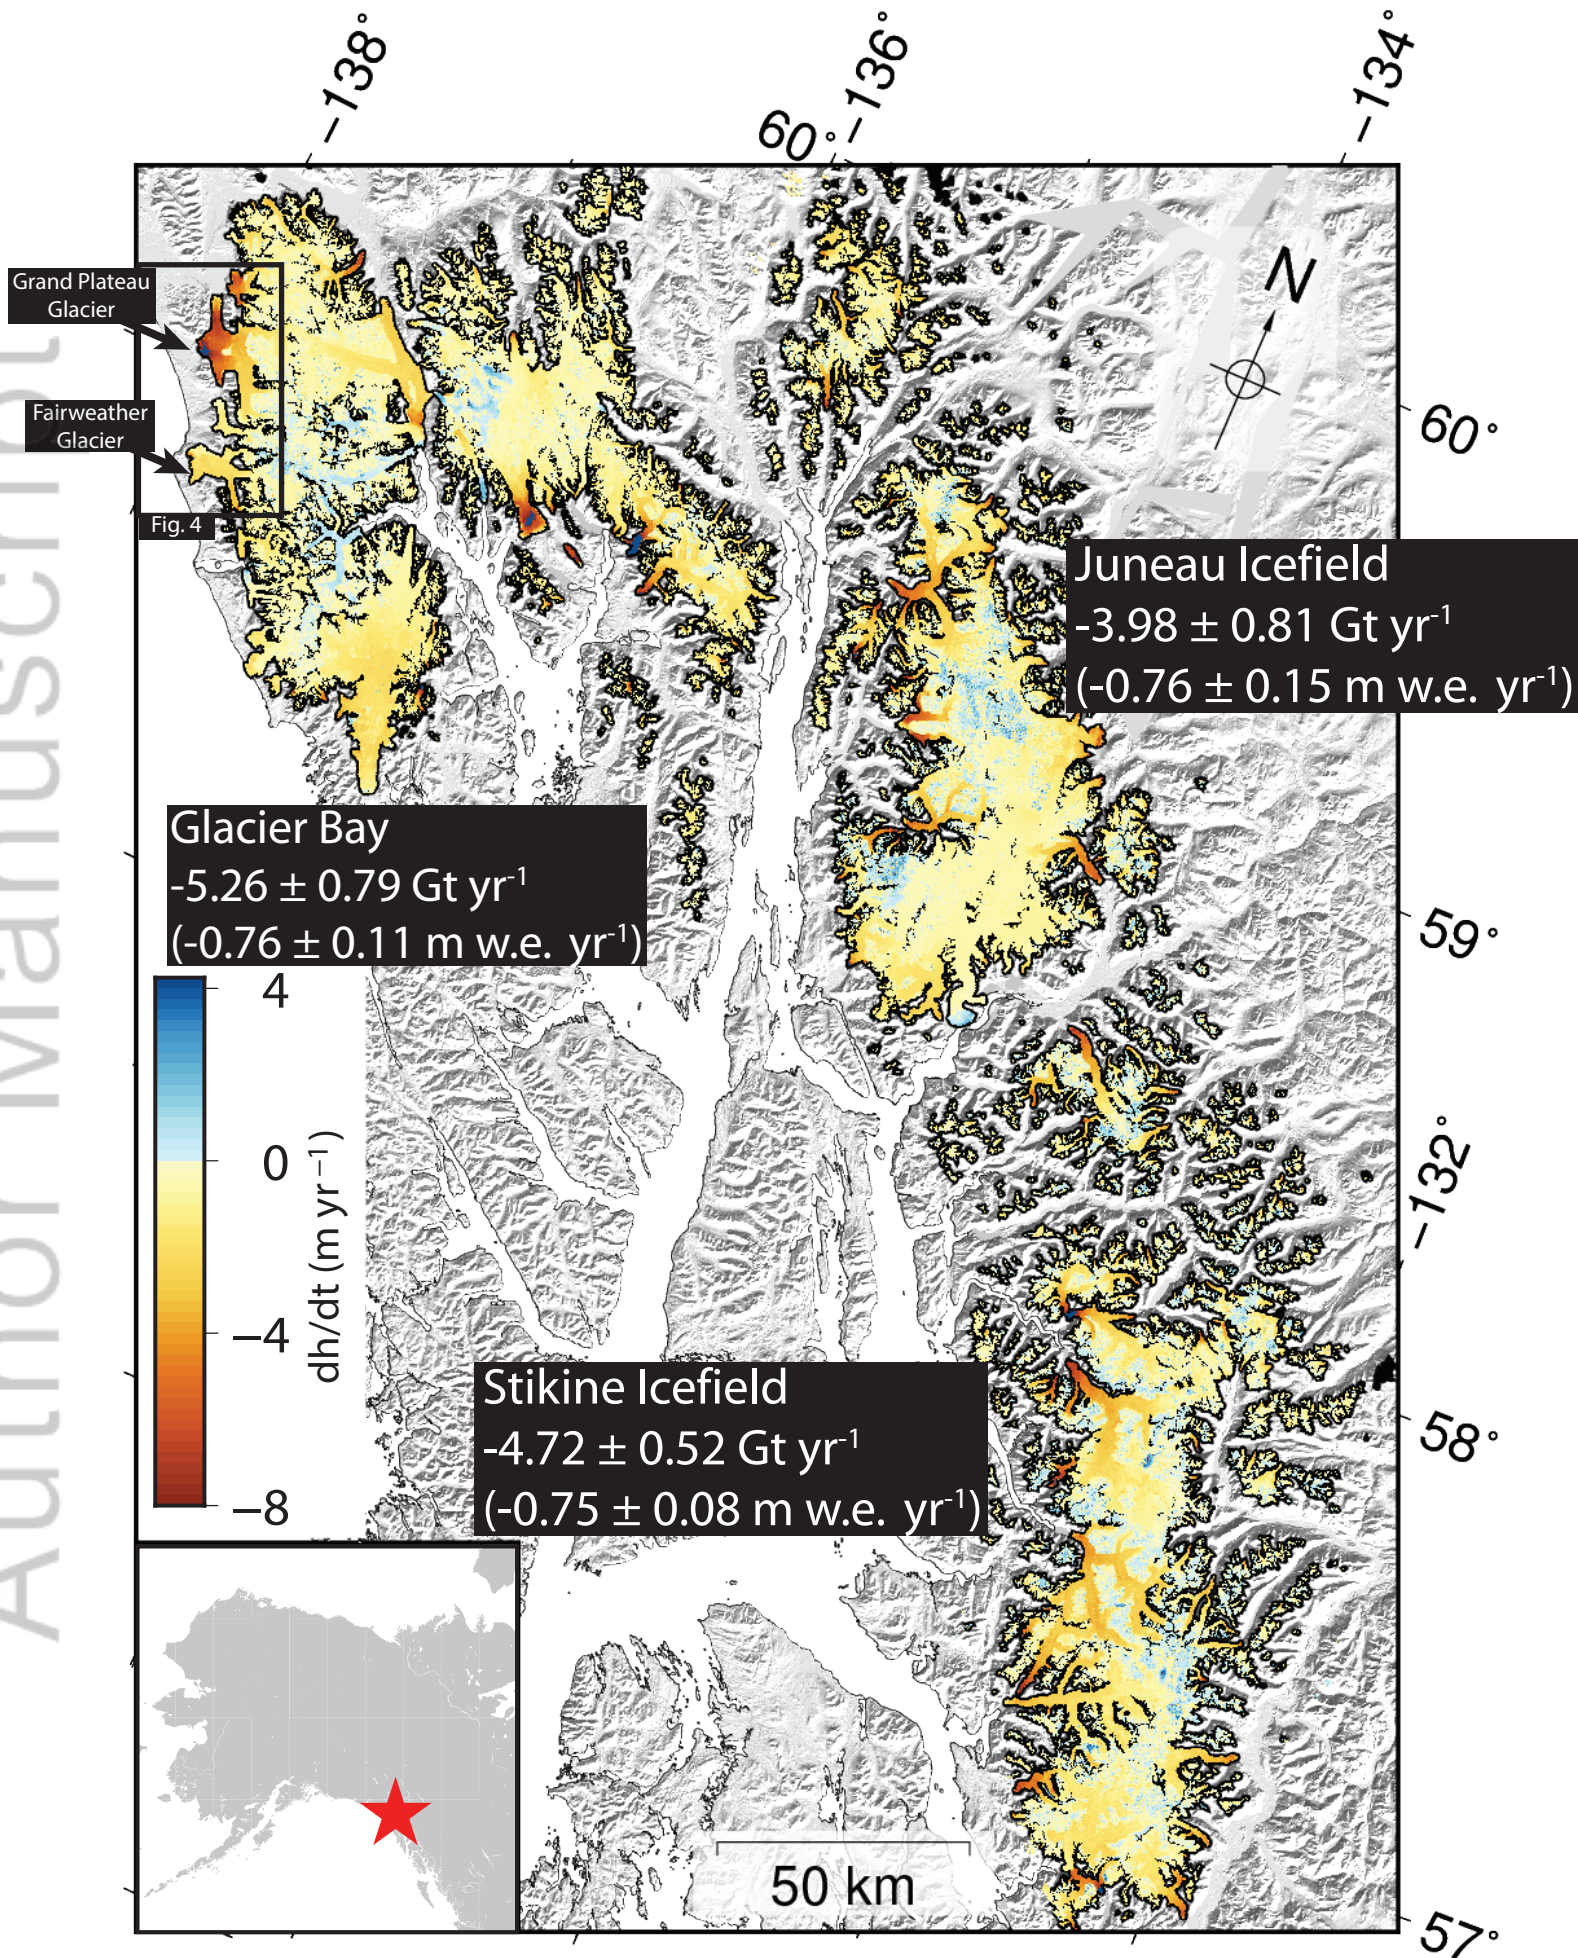 −138°
−136°
−134°
60°
N
Grand Plateau
Glacier
Fairweather
Glacier
Fig. 4
60°
Juneau Icefield
-3.98 ± 0.81 Gt yr-1
(-0.76 ± 0.15 m w.e. yr-1)
Glacier Bay
-5.26 ± 0.79 Gt yr-1
(-0.76 ± 0.11 m w.e. yr-1)
59°
4
0
−4
−8
dh/dt (m yr−1)
−132°
Stikine Icefield
-4.72 ± 0.52 Gt yr-1
(-0.75 ± 0.08 m w.e. yr-1)
58°
50 km
57°
Author Manuscript